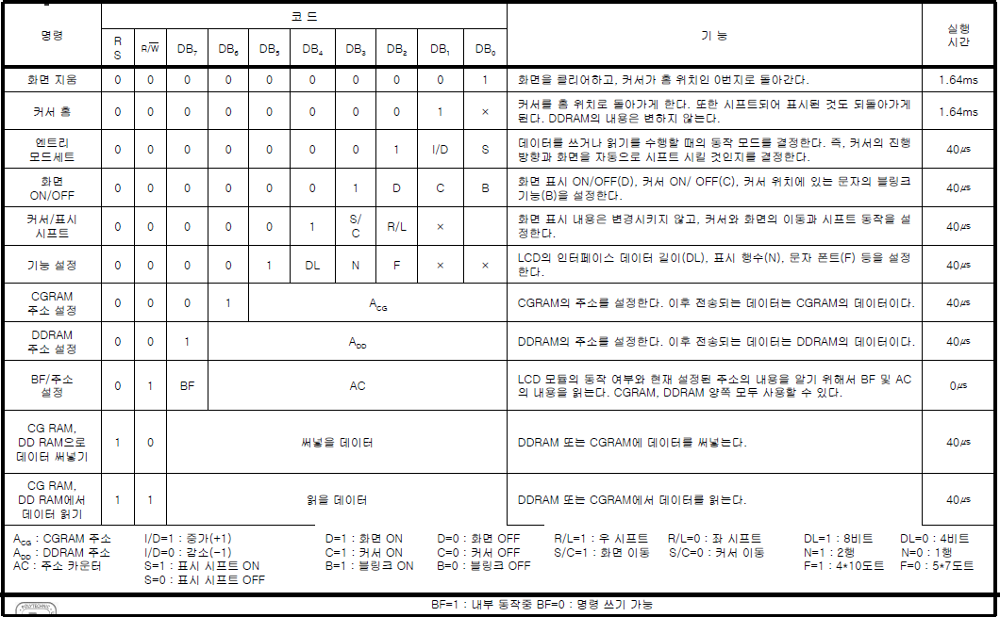 명령 코 드 기 능 실행 시간
RS R/W DB7 DB6 DB5 DB4 DB3 DB2 DB1 DB0
화면 지움 0 0 0 0 0 0 0 0 0 1 화면을 클리어하고, 커서가 홈 위치인 0번지로 돌아간다. 1.64ms
커서 홈 0 0 0 0 0 0 0 0 1 × 커서를 홈 위치로 돌아가게 한다. 또한 시프트되어 표시된 것도 되돌아가게
된다. DDRAM의 내용은 변하지 않는다. 1.64ms
엔트리
모드세트 0 0 0 0 0 0 0 1 I/D S 데이터를 쓰거나 읽기를 수행할 때의 동작 모드를 결정한다. 즉, 커서의 진행
방향과 화면을 자동으로 시프트 시킬 것인지를 결정한다. 40㎲
화면
ON/OFF 0 0 0 0 0 0 1 D C B 화면 표시 ON/OFF(D), 커서 ON/ OFF(C), 커서 위치에 있는 문자의 블링크
기능(B)을 설정한다. 40㎲
커서/표시
시프트 0 0 0 0 0 1 S/C R/L × 화면 표시 내용은 변경시키지 않고, 커서와 화면의 이동과 시프트 동작을 설
정한다. 40㎲
기능 설정 0 0 0 0 1 DL N F × × LCD의 인터페이스 데이터 길이(DL), 표시 행수(N), 문자 폰트(F) 등을 설정
한다. 40㎲
CGRAM
주소 설정 0 0 0 1 ACG CGRAM의 주소를 설정한다. 이후 전송되는 데이터는 CGRAM의 데이터이다. 40㎲
DDRAM
주소 설정 0 0 1 ADD DDRAM의 주소를 설정한다. 이후 전송되는 데이터는 DDRAM의 데이터이다. 40㎲
BF/주소
설정 0 1 BF AC LCD 모듈의 동작 여부와 현재 설정된 주소의 내용을 알기 위해서 BF 및 AC
의 내용을 읽는다. CGRAM, DDRAM 양쪽 모두 사용할 수 있다. 0㎲
CG RAM,
DD RAM으로
데이터 써넣기 1 0 써넣을 데이터 DDRAM 또는 CGRAM에 데이터를 써넣는다. 40㎲
CG RAM,
DD RAM에서
데이터 읽기 1 1 읽을 데이터 DDRAM 또는 CGRAM에서 데이터를 읽는다. 40㎲
ACG : CGRAM 주소 I/D=1 : 증가(+1) D=1 : 화면 ON D=0 : 화면 OFF R/L=1 : 우 시프트 R/L=0 : 좌 시프트 DL=1 : 8비트 DL=0 : 4비트
ADD : DDRAM 주소 I/D=0 : 감소(-1) C=1 : 커서 ON C=0 : 커서 OFF S/C=1 : 화면 이동 S/C=0 : 커서 이동 N=1 : 2행 N=0 : 1행
AC : 주소 카운터 S=1 : 표시 시프트 ON B=1 : 블링크 ON B=0 : 블링크 OFF F=1 : 4*10도트 F=0 : 5*7도트
S=0 : 표시 시프트 OFF
BF=1 : 내부 동작중 BF=0 : 명령 쓰기 가능